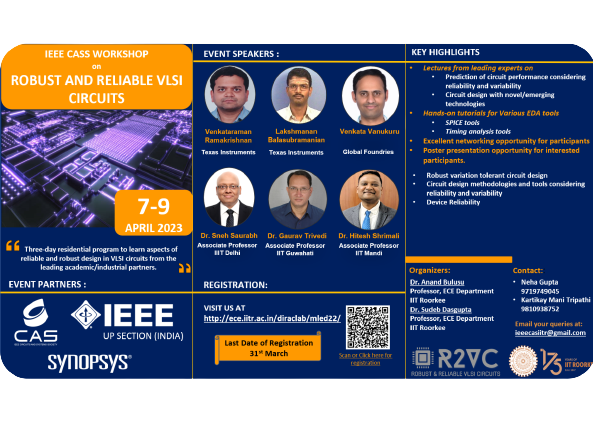 IEEE CASS WORKSHOP
on
ROBUST AND RELIABLE VLSI
CIRCUITS
7-9
APRIL 2023
“ Three-day residential program to learn aspects of
reliable and robust design in VLSI circuits from the
leading academic/industrial partners. ”
EVENT PARTNERS :
CAS
IEEE
UP SECTION (INDIA)
SYNOPSYS®
EVENT SPEAKERS :
Venkataraman
Ramakrishnan
Texas Instruments
Lakshmanan
Balasubramanian
Texas Instruments
Venkata Vanukuru
Global Foundries
Dr. Sneh Saurabh
Associate Professor
IIT Delhi
Dr. Gaurav Trivedi
Associate Professor
IIT Guwahati
Dr. Hitesh Shrimali
Associate Professor
IIT Mandi
REGISTRATION:
VISIT US AT
http://ece.iitr.ac.in/diraclab/mled22/
Last Date of Registration
31st March
Scan or Click here for
registration
KEY HIGHLIGHTS
• Lectures from leading experts on
• Prediction of circuit performance considering
reliability and variability
• Circuit design with novel/emerging
technologies
• Hands-on tutorials for Various EDA tools
• SPICE tools
• Timing analysis tools
• Excellent networking opportunity for participants
• Poster presentation opportunity for interested
participants.
• Robust variation tolerant circuit design
• Circuit design methodologies and tools considering
reliability and variability
• Device Reliability
Organizers:
Dr. Anand Bulusu
Professor, ECE Department
IIT Roorkee
Dr. Sudeb Dasgupta
Professor, ECE Department
IIT Roorkee
Contact:
• Neha Gupta
9719749045
• Kartikay Mani Tripathi
9810938752
Email your queries at:
ieeecasiitr@gmail.com
R2VC
ROBUST & RELIABLE VLSI CIRCUITS
175
YEARS OF
IIT ROORKEE